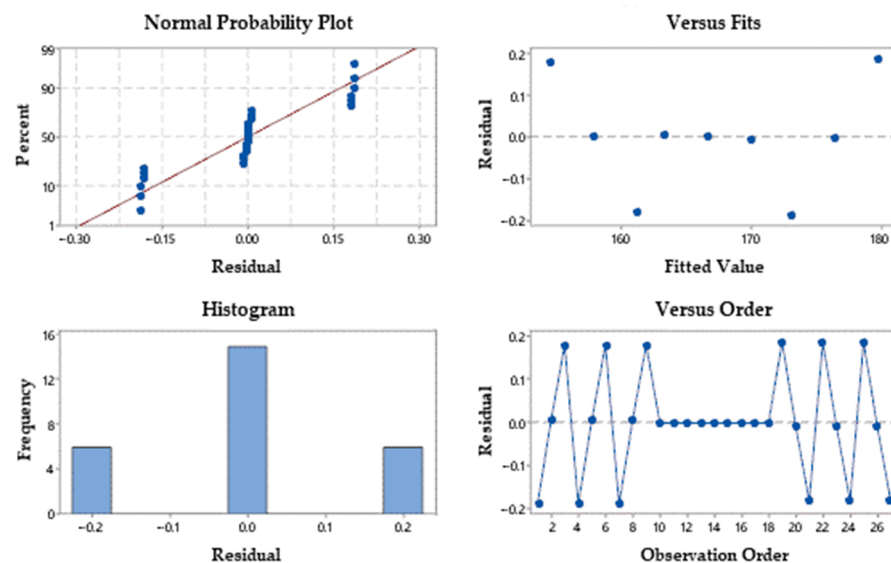 Normal Probability Plot
Percent
99
90
50
10
1
-0.30 -0.15 0.00 0.15 0.30
Residual
Versus Fits
Residual
0.2
0.1
0.0
-0.1
-0.2
160 170 180
Fitted Value
Histogram
Frequency
16
12
8
4
0
-0.2 -0.1 0.0 0.1 0.2
Residual
Versus Order
Residual
0.2
0.1
0.0
-0.1
-0.2
2 4 6 8 10 12 14 16 18 20 22 24 26
Observation Order